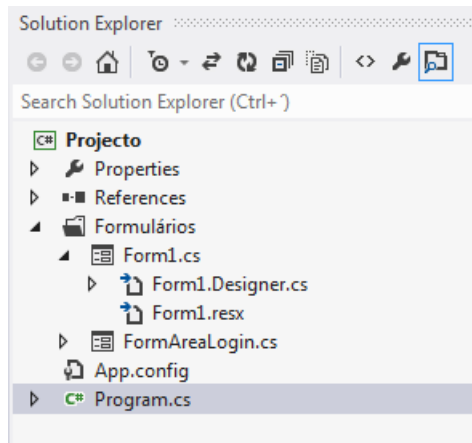 Solution Explorer
Search Solution Explorer (Ctrl+´)
C# Projecto
Properties
References
Formulários
Form1.cs
Form1.Designer.cs
Form1.resx
FormAreaLogin.cs
App.config
C# Program.cs